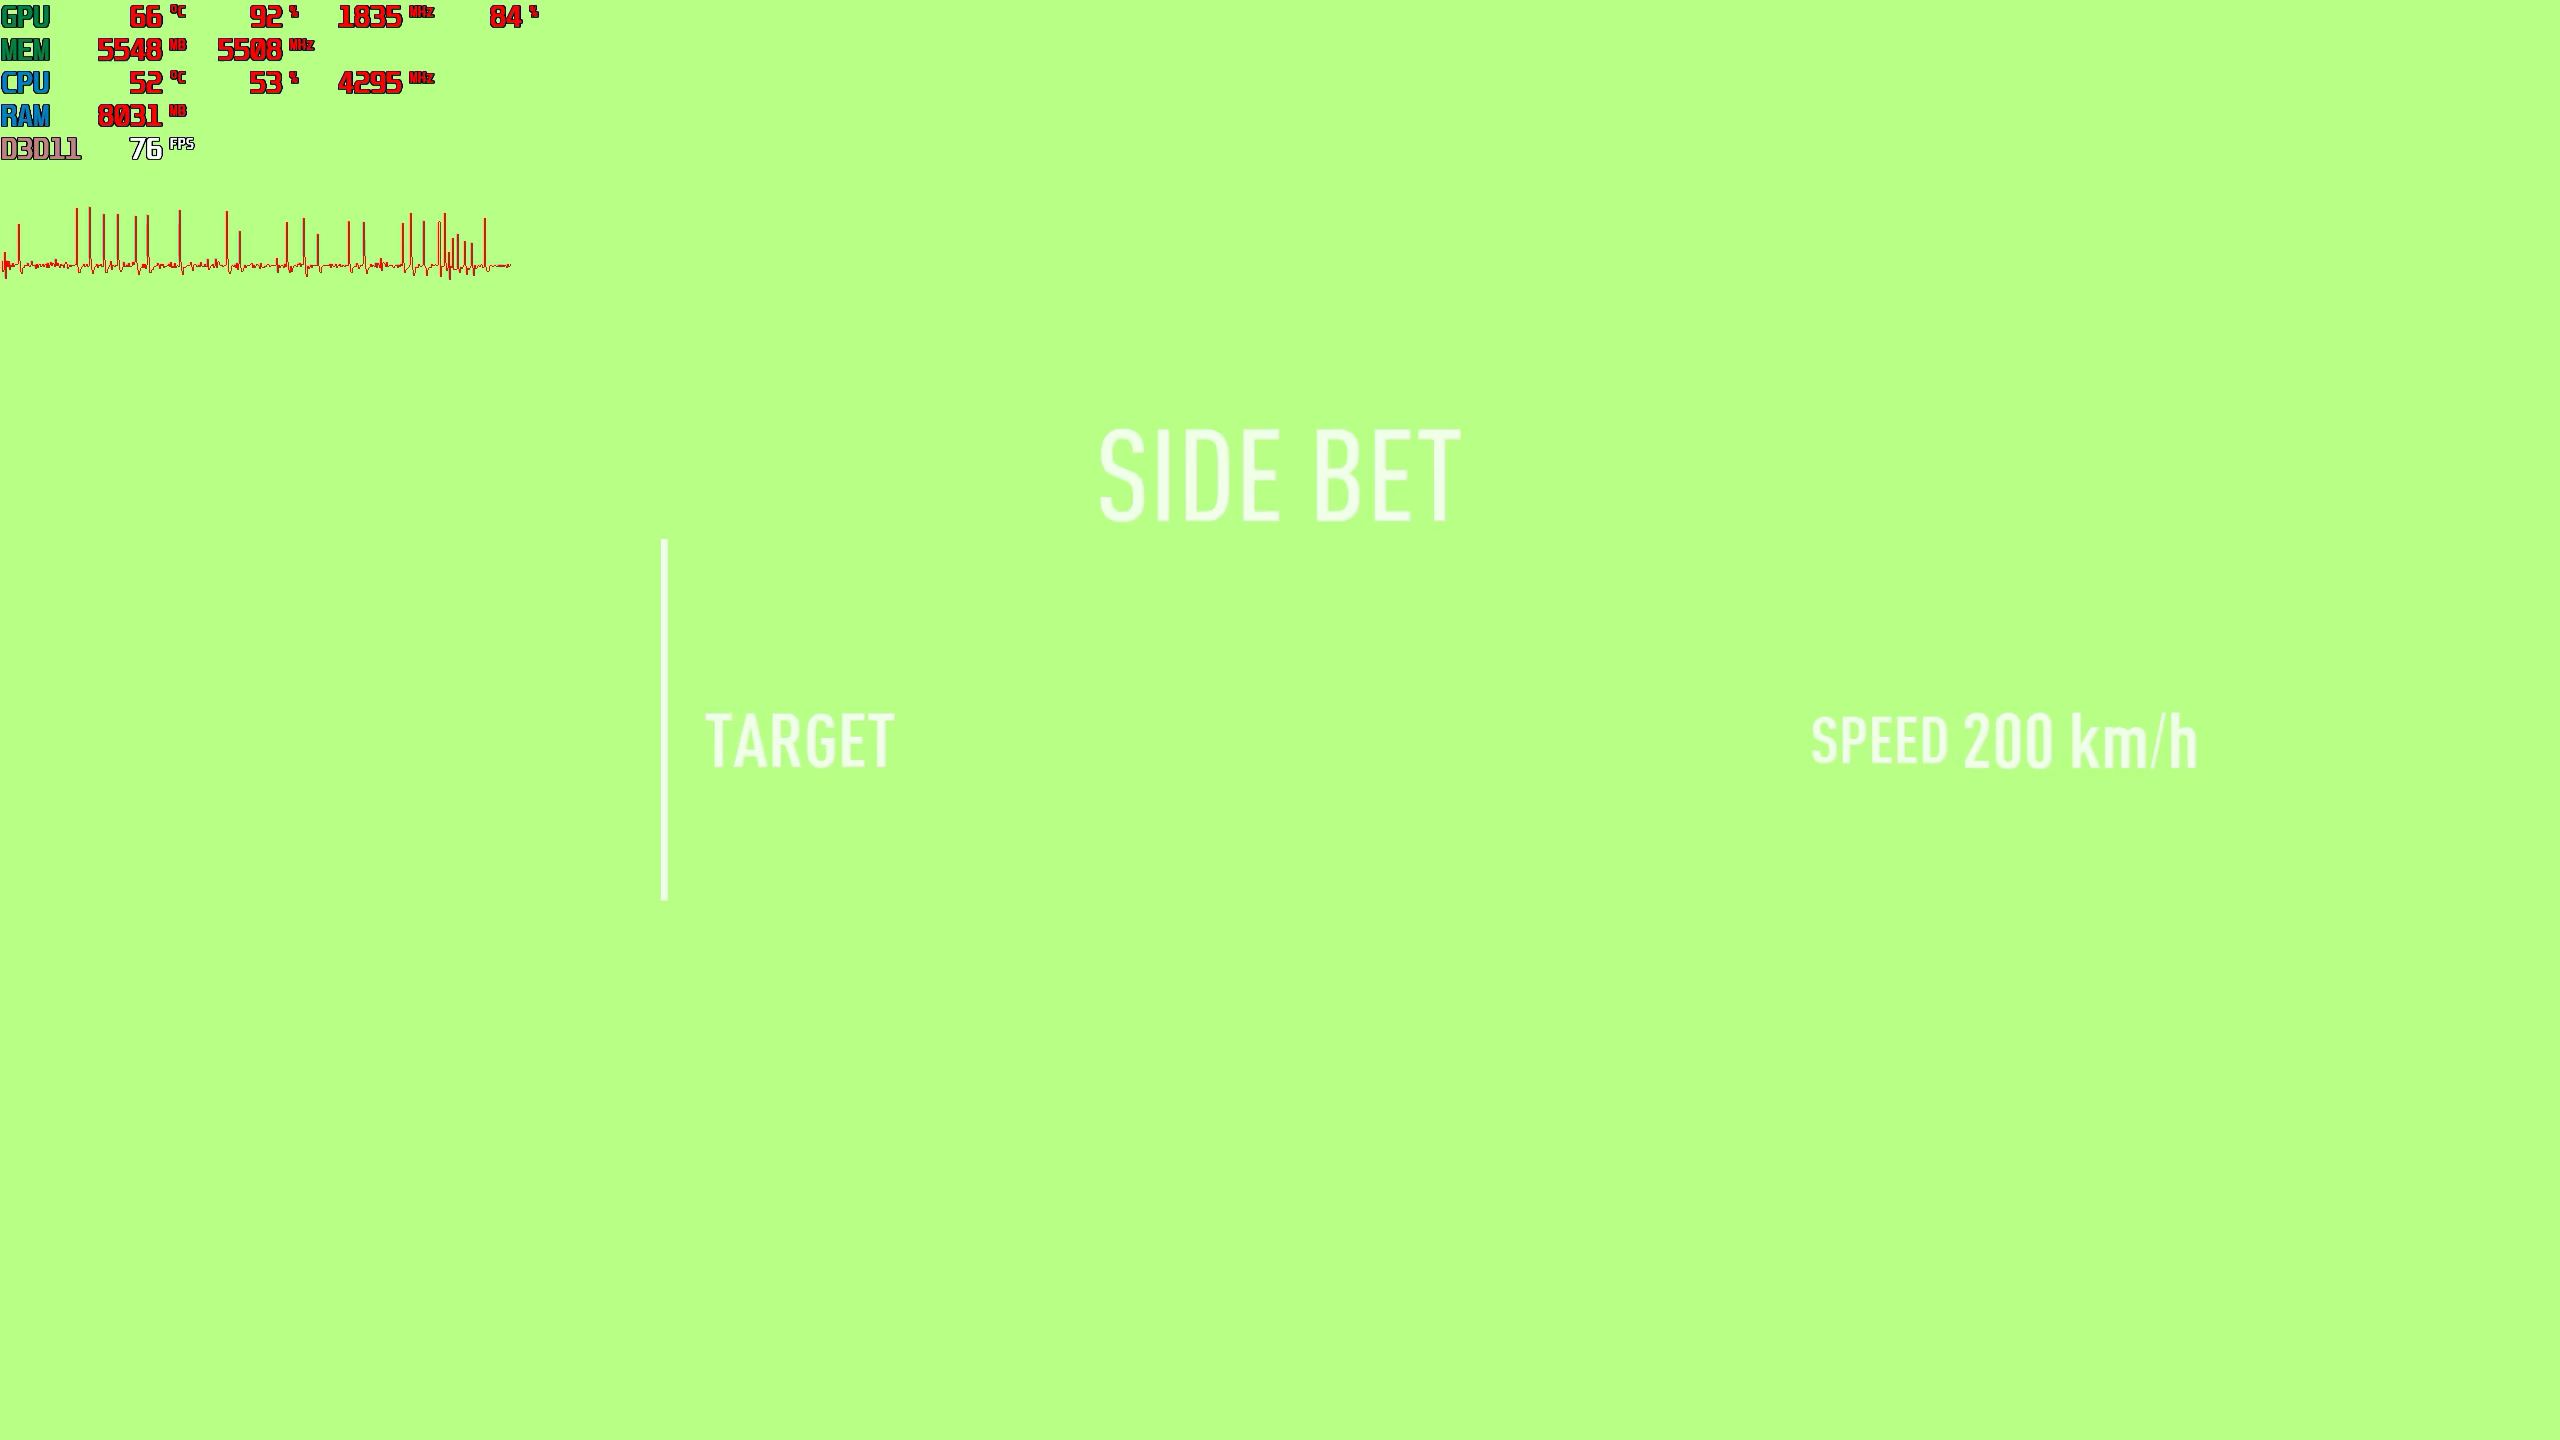 GPU 66 °C 92 % 1835 MHz 84 %
MEM 5548 MB 5508 MHz
CPU 52 °C 53 % 4295 MHz
RAM 8031 MB
D3D11 76 FPS
SIDE BET
TARGET SPEED 200 km/h